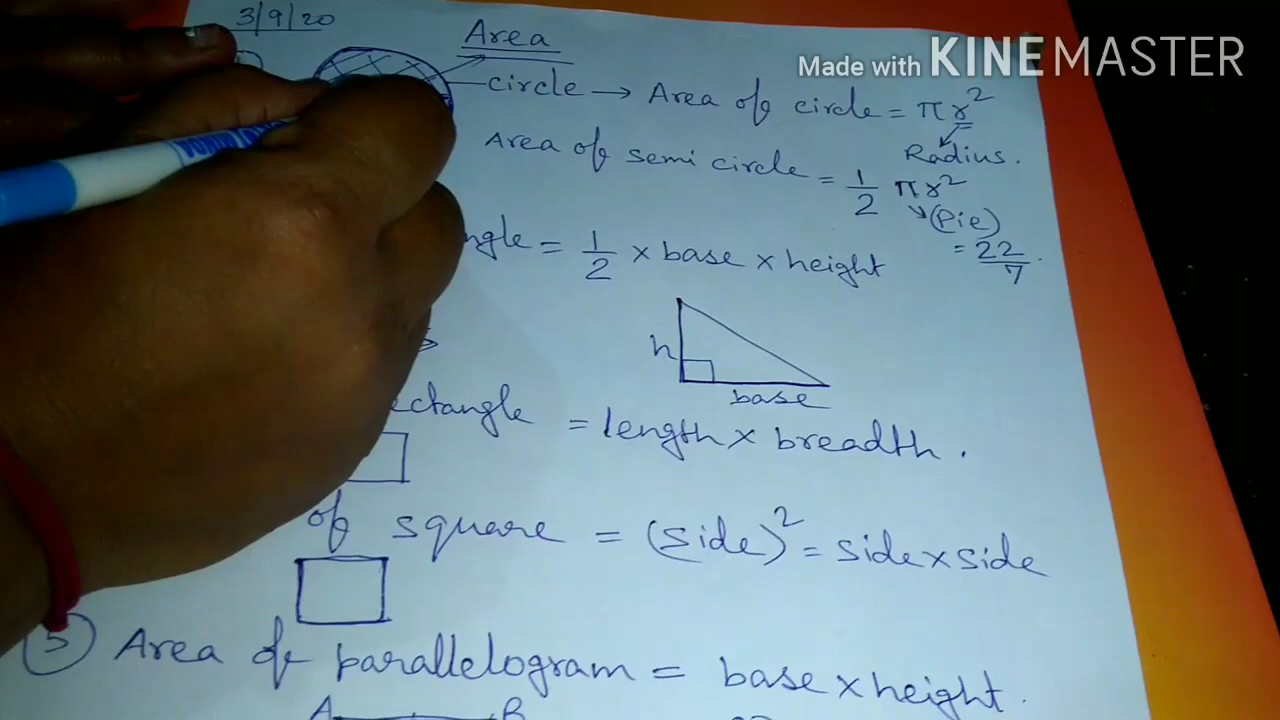 3/9/20
Area
Made with KINEMASTER
circle → Area of circle = πr²
Radius.
Area of semi circle = 1/2 πr²
(Pie)
= 22/7.
= 1/2 × base × height
h
base
= length × breadth.
of square = (side)² = side × side
5 Area of parallelogram = base × height.
A B